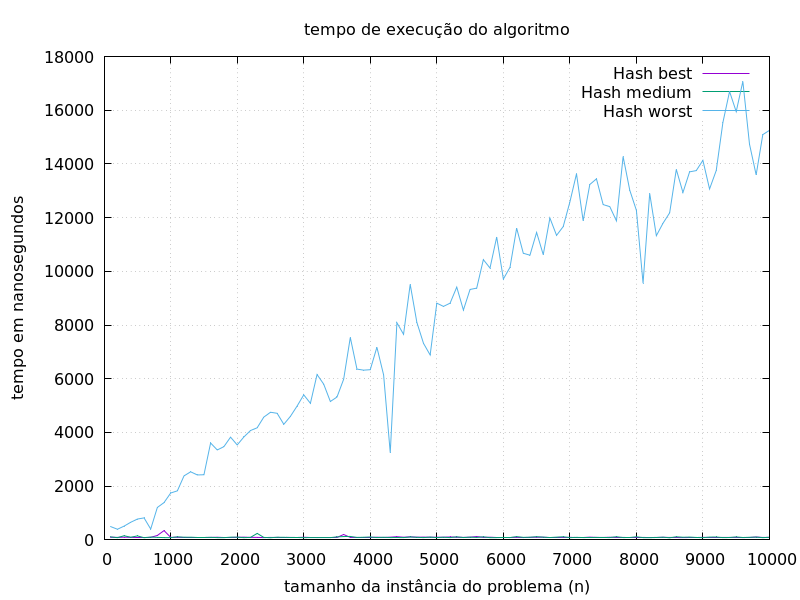 tempo de execução do algoritmo
18000
16000
14000
12000
10000
8000
6000
4000
2000
0
tempo em nanosegundos
Hash best
Hash medium
Hash worst
0 1000 2000 3000 4000 5000 6000 7000 8000 9000 10000
tamanho da instância do problema (n)